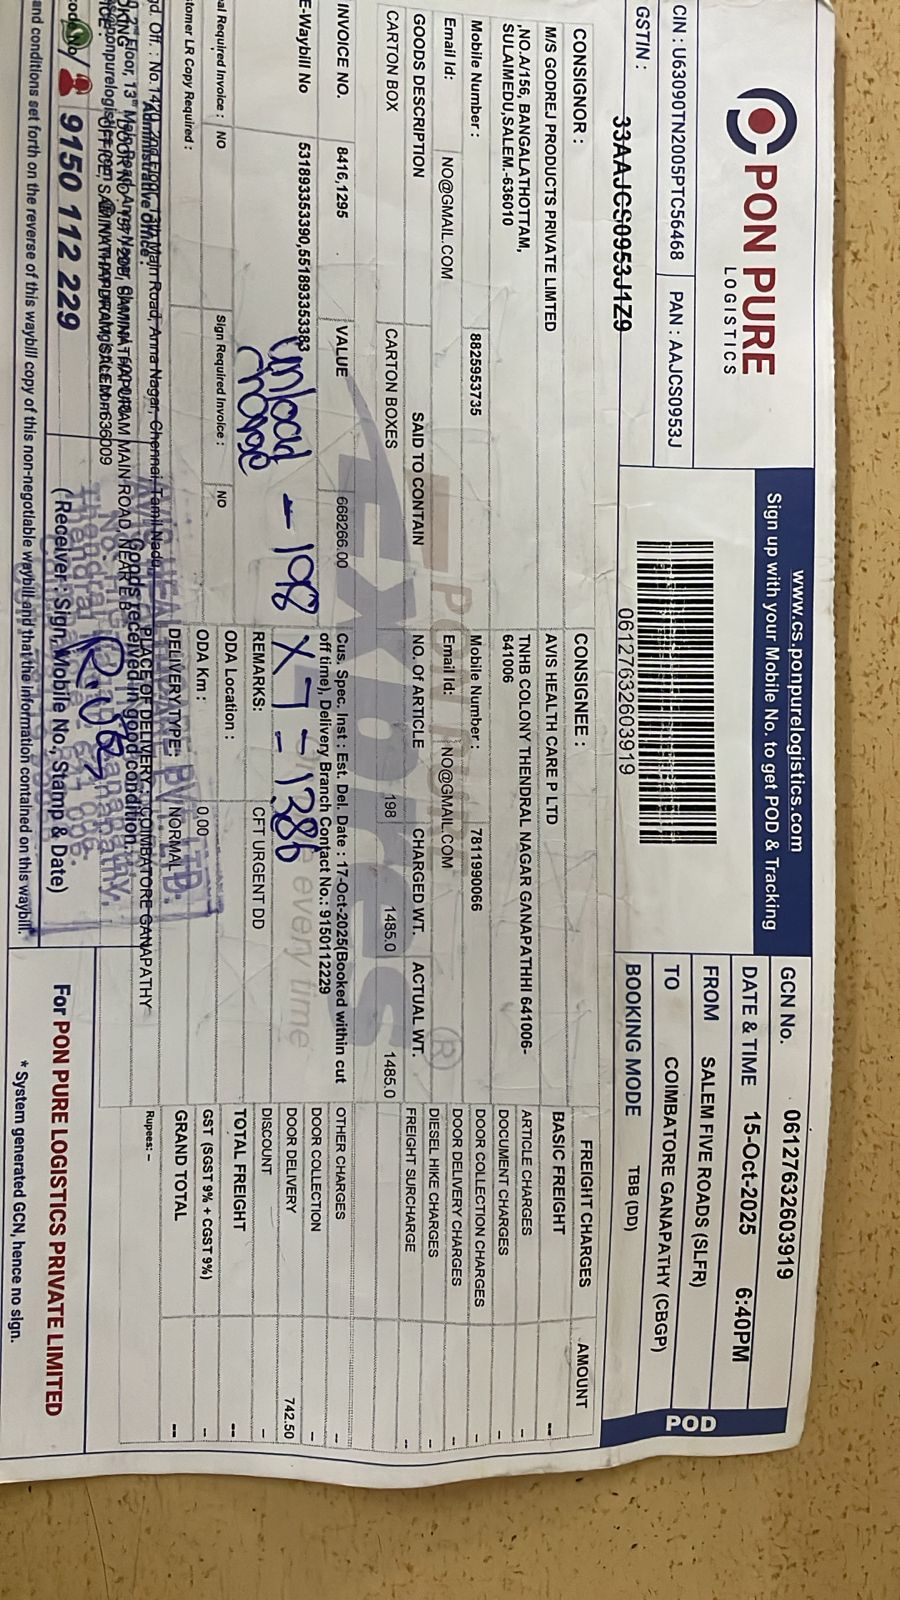 PON PURE
LOGISTICS
CIN : U63090TN2005PTC56468
PAN : AAJCS0953J
GSTIN :
33AAJCS0953J1Z9
www.cs.ponpurelogistics.com
Sign up with your Mobile No. to get POD & Tracking
061276032603919
GCN No. 06127632603919
DATE & TIME 15-Oct-2025 6:40PM
FROM SALEM FIVE ROADS (SLFR)
TO COIMBATORE GANAPATHY (CBGP)
BOOKING MODE TBB (DD)
POD
CONSIGNOR :
M/S GODREJ PRODUCTS PRIVATE LIMTED
,NO.A/156, BANGALATHOTTAM,
SULAIMEDU,SALEM.-636010
Mobile Number : 8825953735
Email Id: NO@GMAIL.COM
CONSIGNEE :
AVIS HEALTH CARE P LTD
TNHB COLONY THENDRAL NAGAR GANAPATHHI 641006-
641006
Mobile Number : 7811990066
Email Id: NO@GMAIL.COM
GOODS DESCRIPTION SAID TO CONTAIN NO. Of ARTICLE CHARGED WT. ACTUAL WT.
CARTON BOX CARTON BOXES 198 1485.0 1485.0
INVOICE NO. 8416,1295 VALUE 668266.00
Cus. Spec. Inst : Est. Del. Date : 17-Oct-2025(Booked within cut
off time), Delivery Branch Contact No.: 9150112229
E-Waybill No 531893353390,551893353383
unload - 198 X 7 = 1386
charge
REMARKS: CFT URGENT DD
ODA Location :
ODA Km : 0.00
DELIVERY TYPE: NORMAL
PLACE OF DELIVERY : COIMBATORE GANAPATHY
Required Invoice : NO
Sign Required Invoice : NO
LR Copy Required :
FREIGHT CHARGES AMOUNT
BASIC FREIGHT --
ARTICLE CHARGES -
DOCUMENT CHARGES -
DOOR COLLECTION CHARGES -
DOOR DELIVERY CHARGES -
DIESEL HIKE CHARGES -
FREIGHT SURCHARGE --
OTHER CHARGES -
DOOR COLLECTION -
DOOR DELIVERY 742.50
DISCOUNT -
TOTAL FREIGHT --
GST (SGST 9% + CGST 9%) -
GRAND TOTAL --
Rupees: --
Goods received in good condition.
9150 112 229
( Receiver : Sign, Mobile No., Stamp & Date)
For PON PURE LOGISTICS PRIVATE LIMITED
* System generated GCN, hence no sign.
and conditions set forth on the reverse of this waybill copy of this non-negotiable waybill and that the information contained on this waybill.